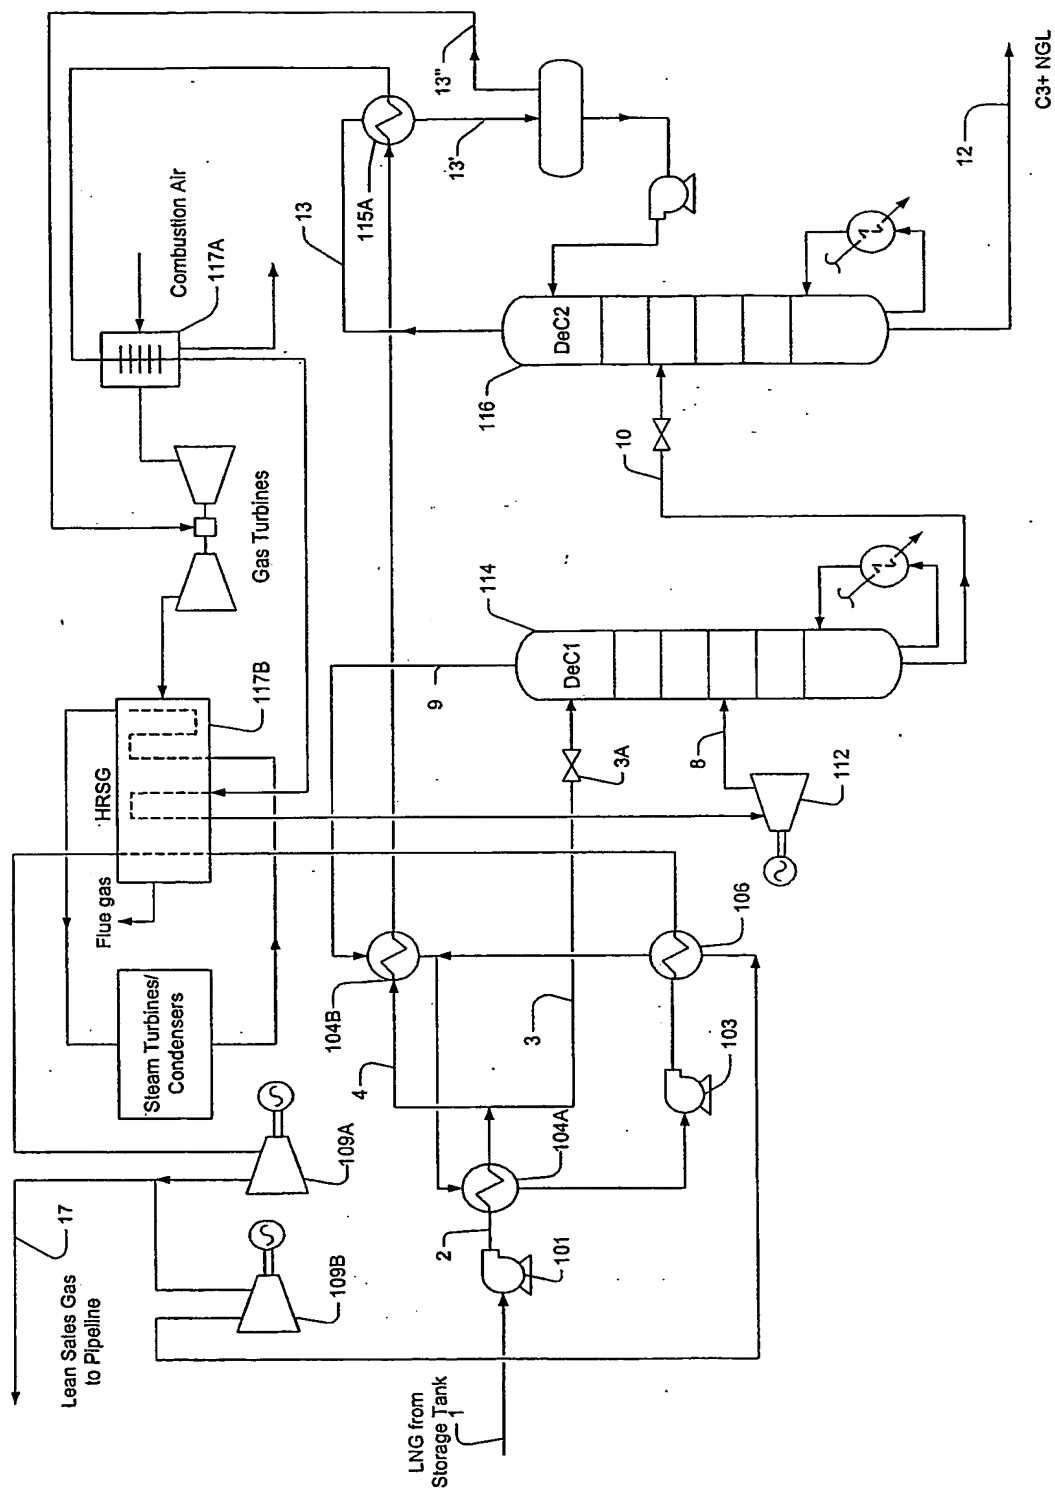 LNG from
Storage Tank
1
2
101
104A
3
4
103
104B
106
Lean Sales Gas
to Pipeline
17
109B
109A
Steam Turbines/
Condensers
Flue gas
HRSG
117B
Gas Turbines
117A
Combustion Air
9
DeC1
114
3A
8
112
10
13
115A
13'
13"
DeC2
116
12
C3+ NGL